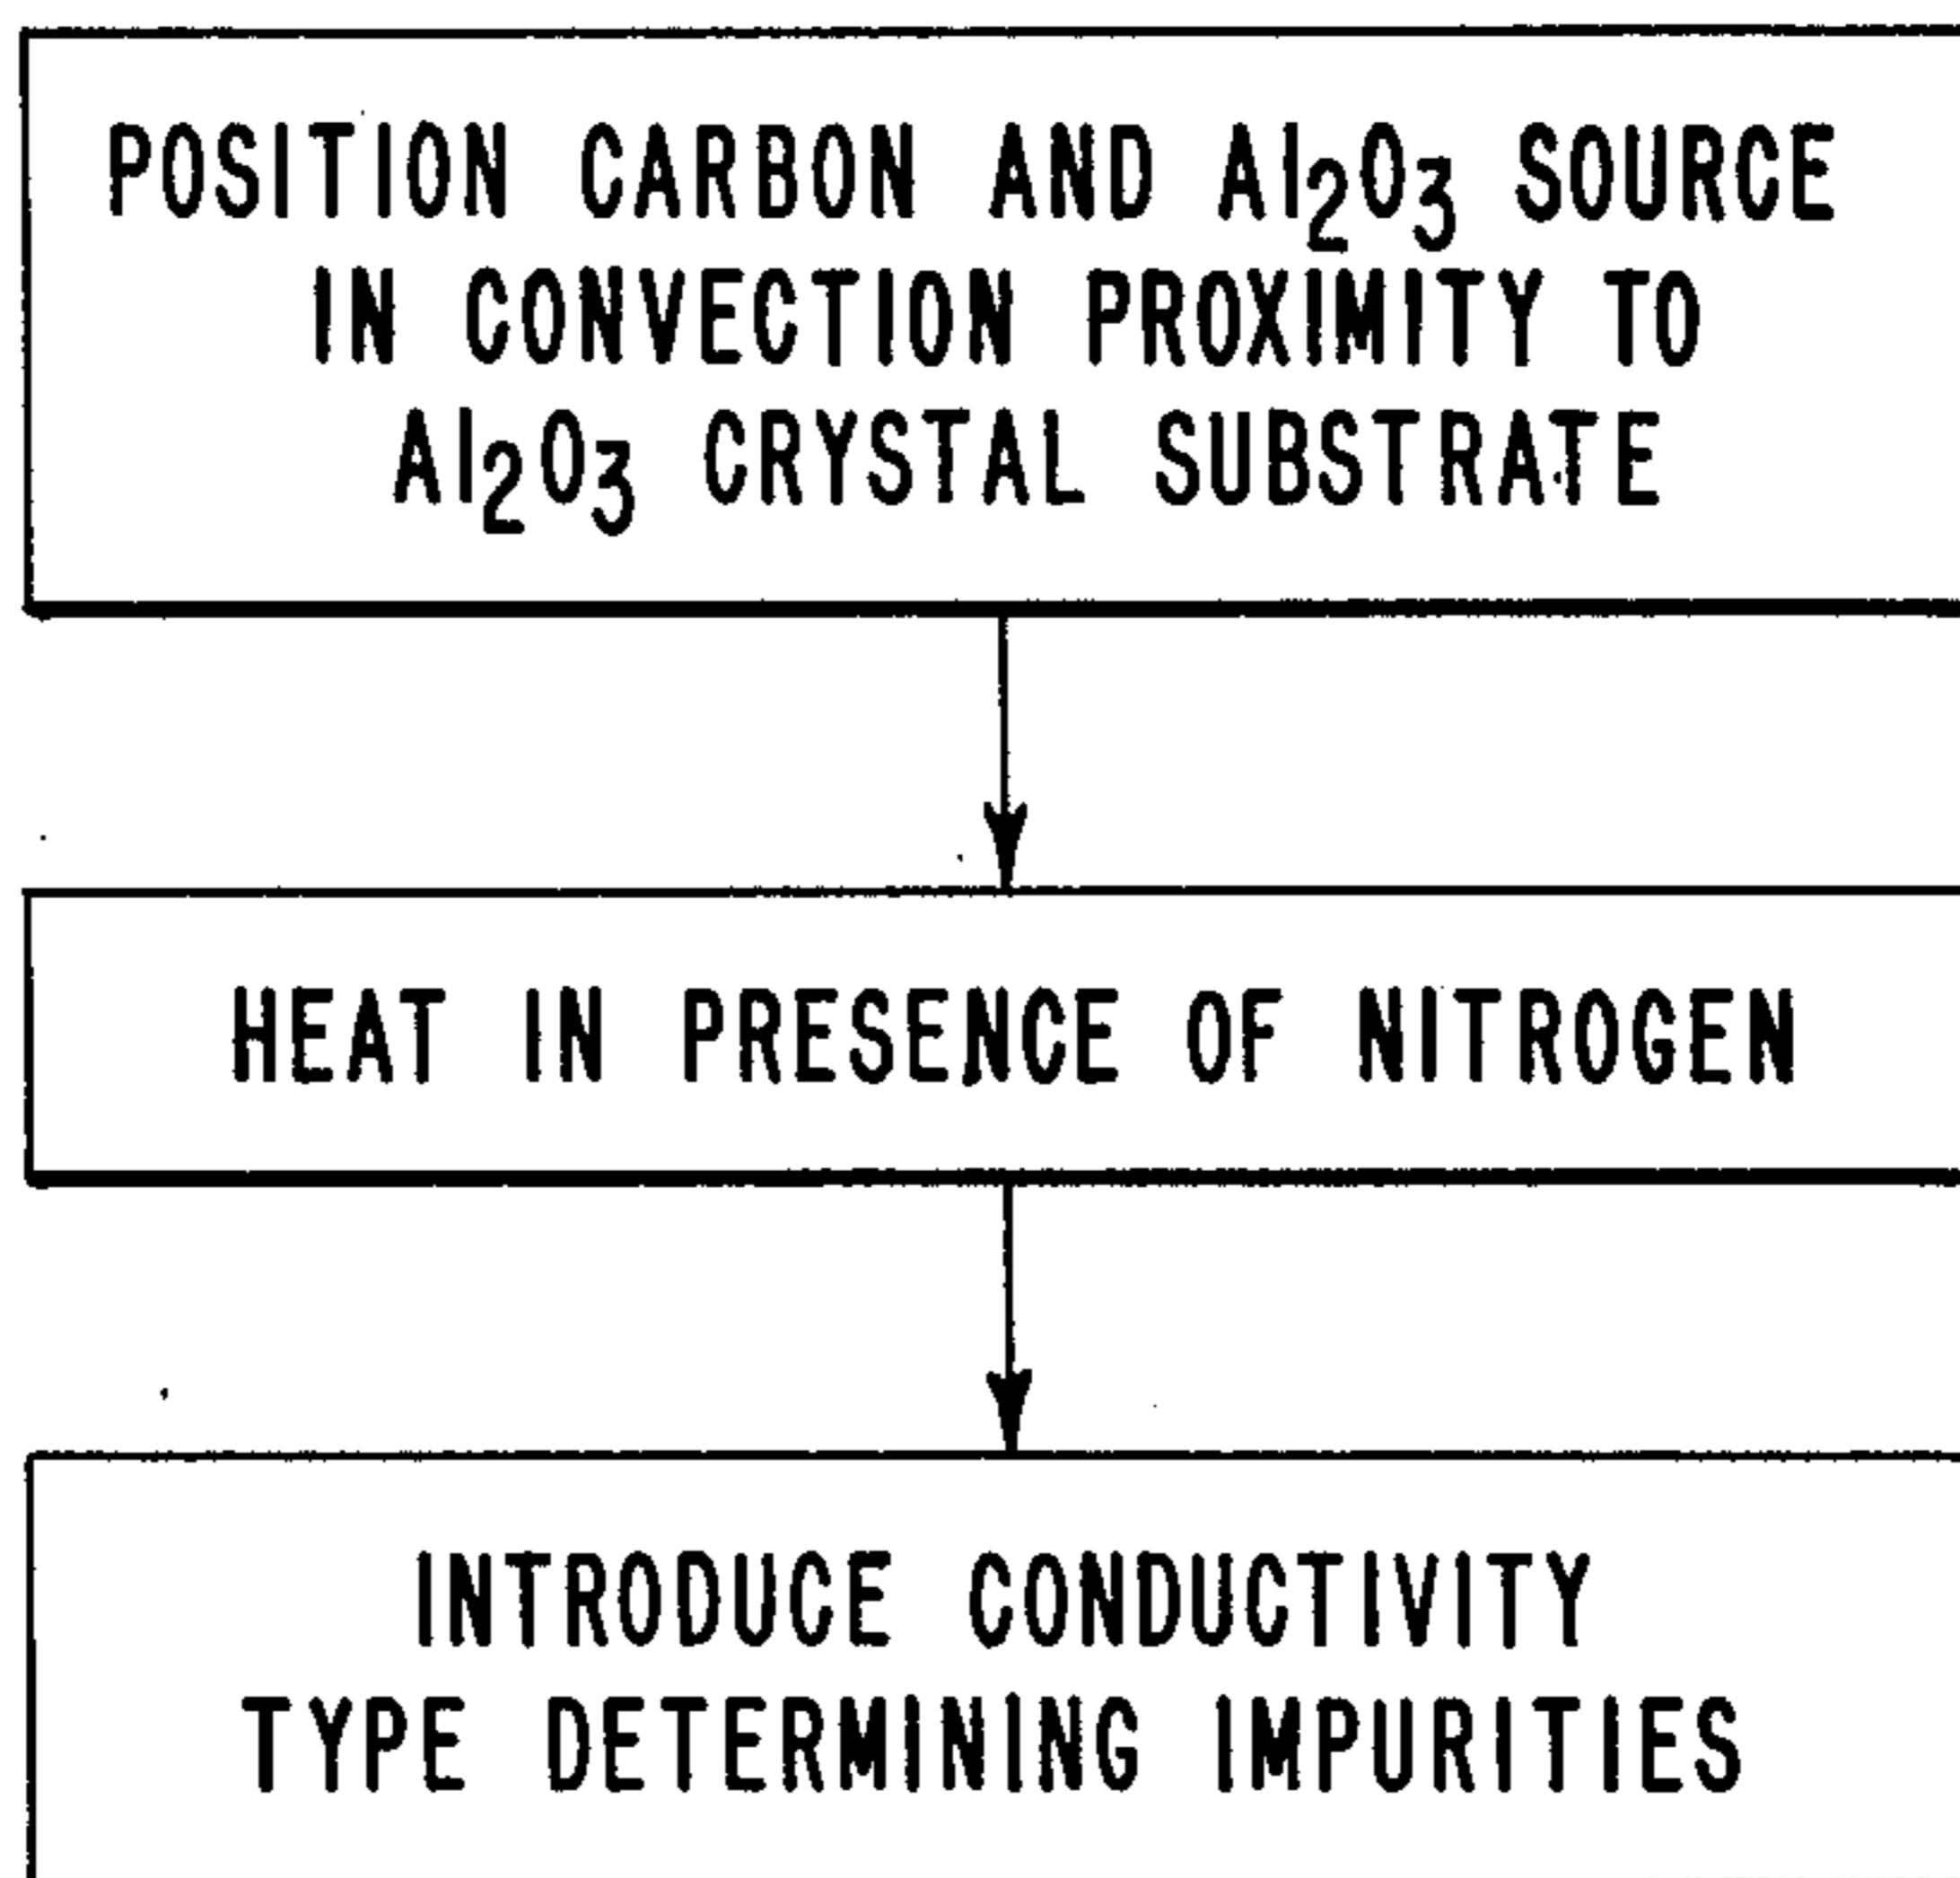 POSITION CARBON AND Al₂O₃ SOURCE
IN CONVECTION PROXIMITY TO
Al₂O₃ CRYSTAL SUBSTRATE
HEAT IN PRESENCE OF NITROGEN
INTRODUCE CONDUCTIVITY
TYPE DETERMINING IMPURITIES